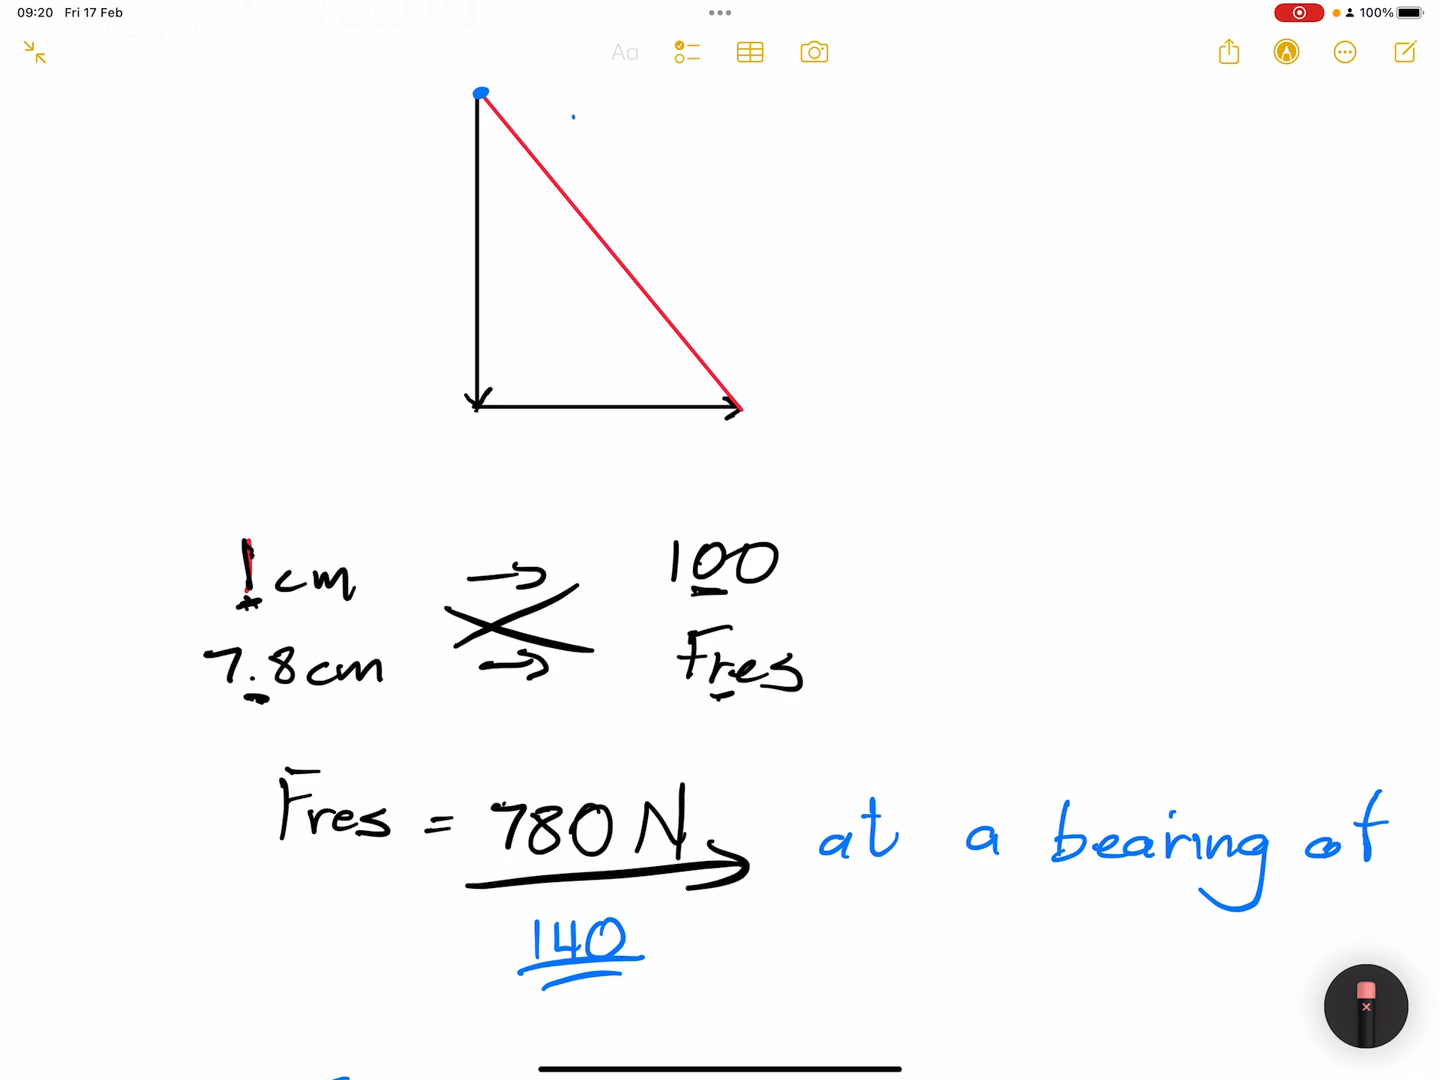 09:20 Fri 17 Feb
100%
Aa
1cm → 100
7.8cm → Fres
Fres = 780 N at a bearing of
140